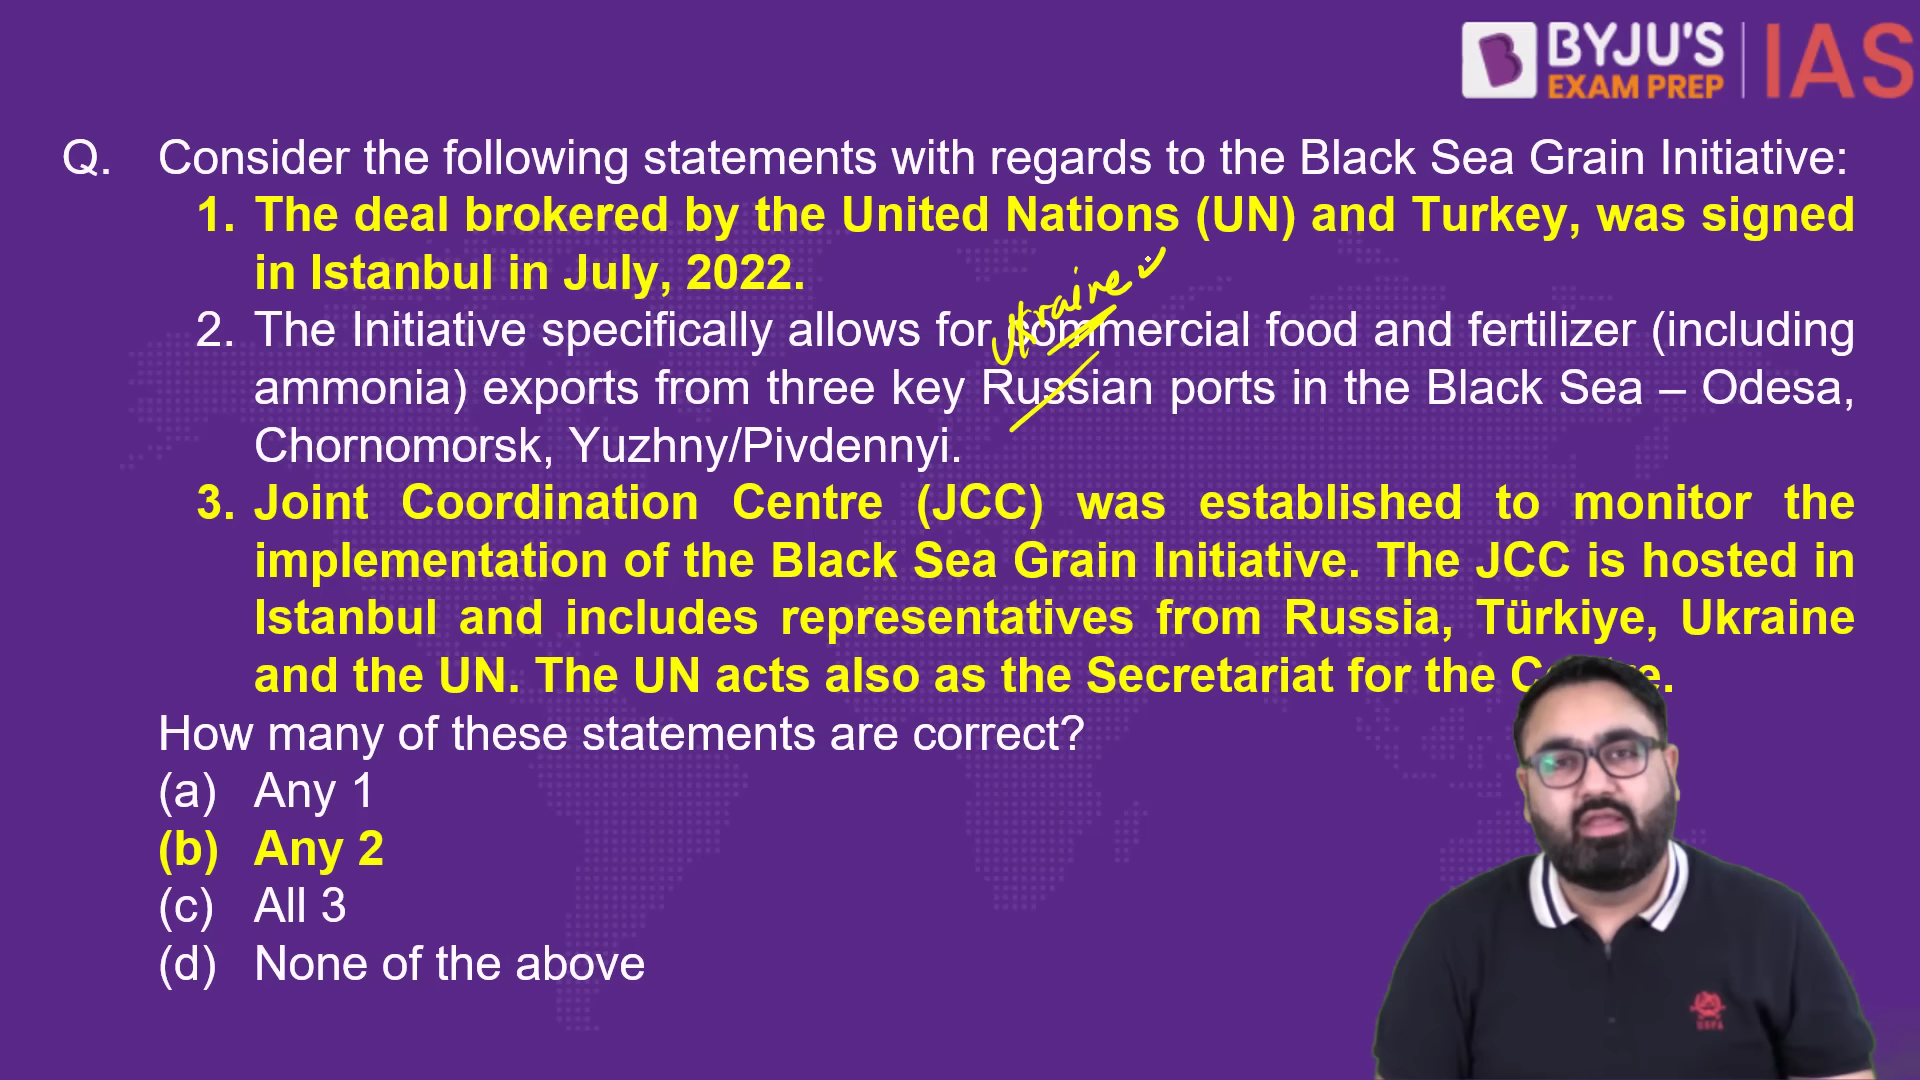 BYJU'S
EXAM PREP
IAS
Q. Consider the following statements with regards to the Black Sea Grain Initiative:
1. The deal brokered by the United Nations (UN) and Turkey, was signed
in Istanbul in July, 2022.
Ukraine
2. The Initiative specifically allows for commercial food and fertilizer (including
ammonia) exports from three key Russian ports in the Black Sea – Odesa,
Chornomorsk, Yuzhny/Pivdennyi.
3. Joint Coordination Centre (JCC) was established to monitor the
implementation of the Black Sea Grain Initiative. The JCC is hosted in
Istanbul and includes representatives from Russia, Türkiye, Ukraine
and the UN. The UN acts also as the Secretariat for the
How many of these statements are correct?
(a) Any 1
(b) Any 2
(c) All 3
(d) None of the above